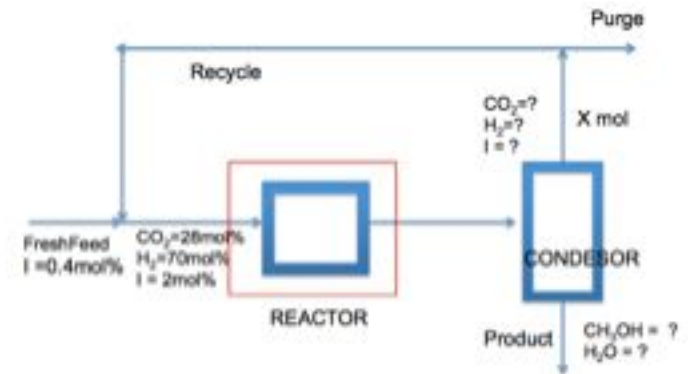 Purge
Recycle
CO₂=?
H₂=?
I = ?
X mol
FreshFeed
I =0.4mol%
CO₂=28mol%
H₂=70mol%
I = 2mol%
REACTOR
CONDESOR
Product
CH₃OH = ?
H₂O = ?